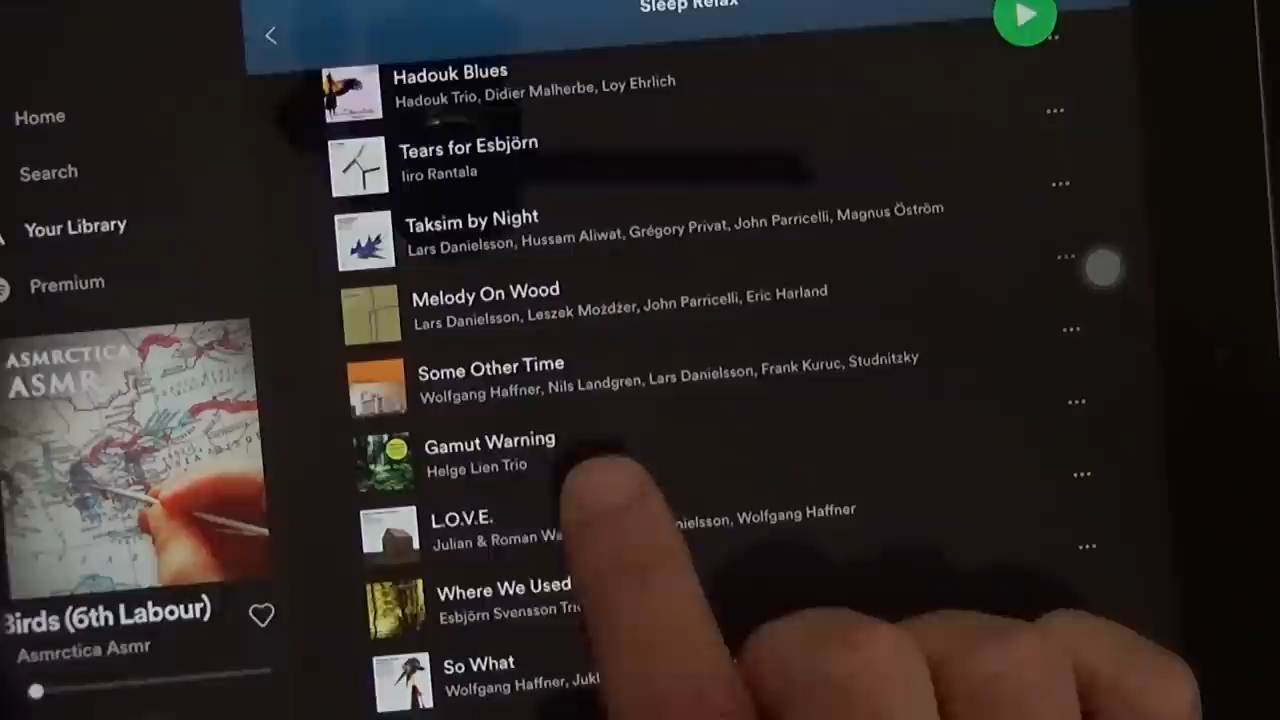 Sleep Relax
Home
Search
Your Library
Premium
ASMRCTICA
ASMR
Birds (6th Labour)
Asmrctica Asmr
Hadouk Blues
Hadouk Trio, Didier Malherbe, Loy Ehrlich
Tears for Esbjörn
Iiro Rantala
Taksim by Night
Lars Danielsson, Hussam Aliwat, Grégory Privat, John Parricelli, Magnus Öström
Melody On Wood
Lars Danielsson, Leszek Możdżer, John Parricelli, Eric Harland
Some Other Time
Wolfgang Haffner, Nils Landgren, Lars Danielsson, Frank Kuruc, Studnitzky
Gamut Warning
Helge Lien Trio
L.O.V.E.
Julian & Roman Wa nielsson, Wolfgang Haffner
Where We Used
Esbjörn Svensson Trio
So What
Wolfgang Haffner, Juki